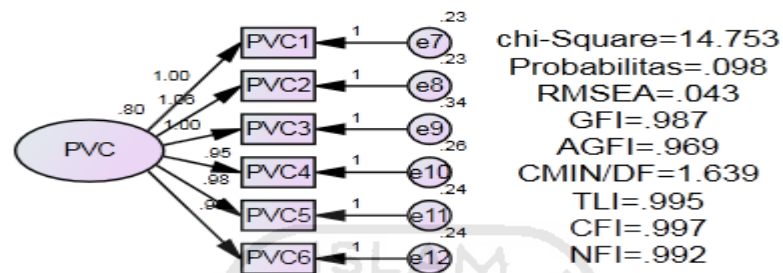 .23
PVC1
1
e7
chi-Square=14.753
1.00
.23
PVC2
1
e8
Probabilitas=.098
1.06
.80
.34
PVC3
1
e9
RMSEA=.043
1.00
GFI=.987
PVC
.26
PVC4
1
e10
AGFI=.969
.95
CMIN/DF=1.639
.98
.24
PVC5
1
e11
TLI=.995
CFI=.997
.24
PVC6
1
e12
NFI=.992
SLAM